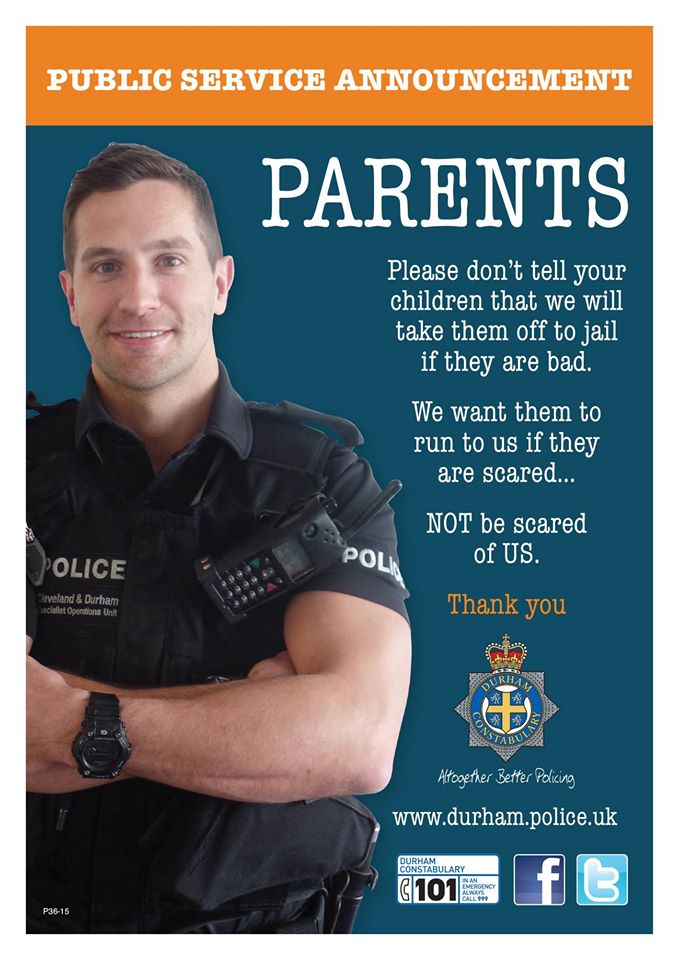 PUBLIC SERVICE ANNOUNCEMENT
PARENTS
Please don't tell your
children that we will
take them off to jail
if they are bad.
We want them to
run to us if they
are scared...
NOT be scared
of US.
Thank you
DURHAM
CONSTABULARY
Altogether Better Policing
www.durham.police.uk
DURHAM
CONSTABULARY
101
IN AN
EMERGENCY
ALWAYS
CALL 999
f
t
POLICE
Cleveland & Durham
Specialist Operations Unit
POLIC
P36-15